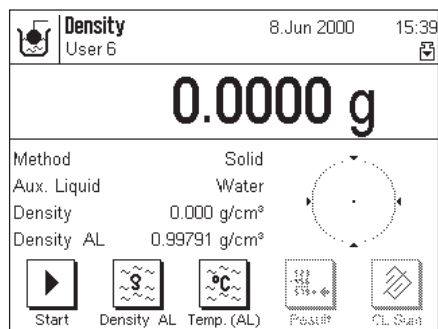 Density
8.Jun 2000 15:39
User 6
0.0000 g
Method Solid
Aux. Liquid Water
Density 0.000 g/cm³
Density AL 0.99791 g/cm³
°C
Start Density AL Temp. (AL) Result